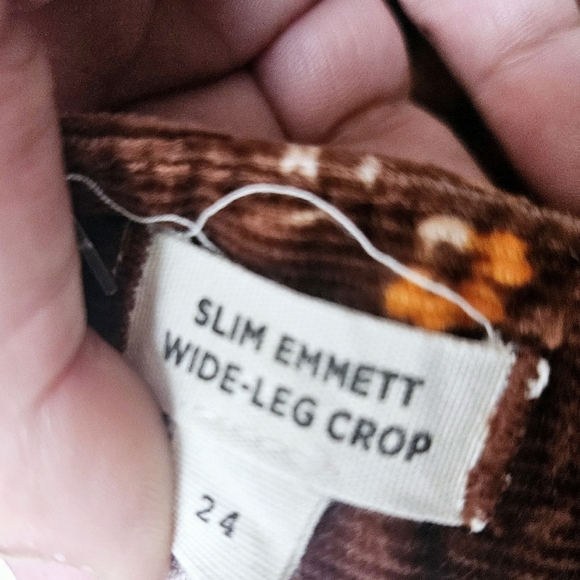 SLIM EMMETT
WIDE-LEG CROP
24